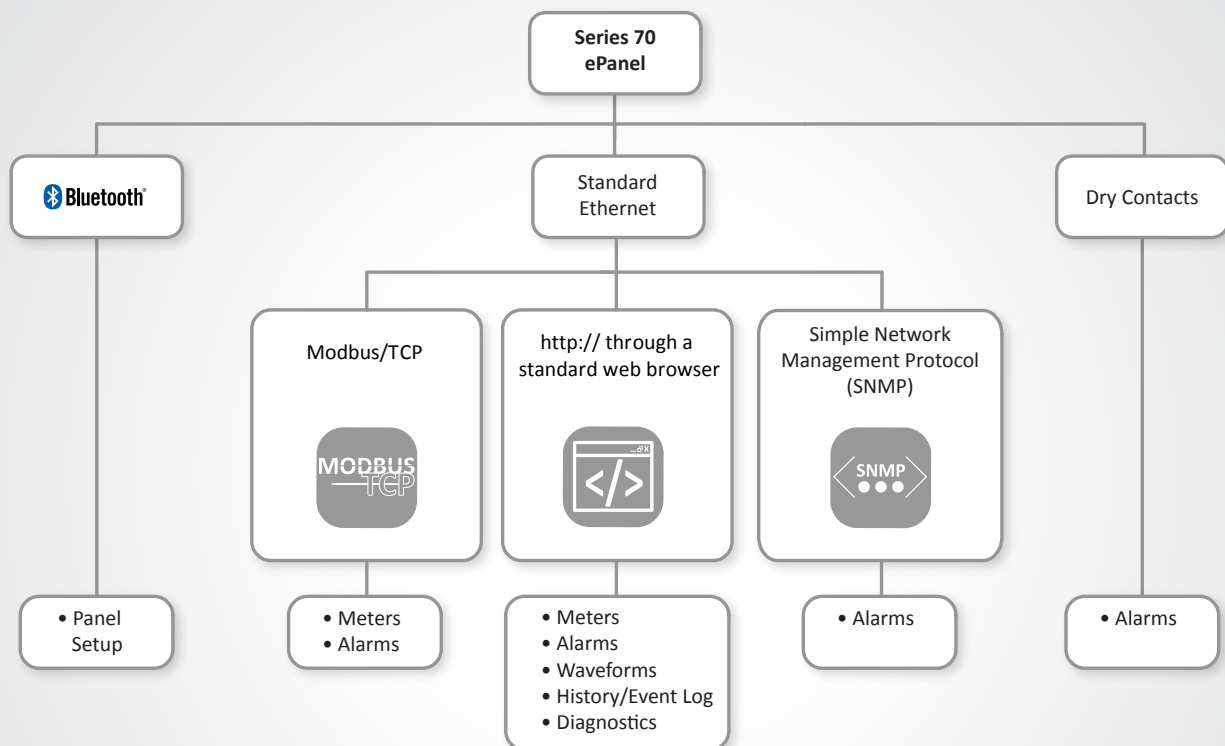 Series 70
ePanel
Bluetooth®
Standard
Ethernet
Dry Contacts
Modbus/TCP
MODBUS
TCP
http:// through a
standard web browser
</>
Simple Network
Management Protocol
(SNMP)
SNMP
• Panel
Setup
• Meters
• Alarms
• Meters
• Alarms
• Waveforms
• History/Event Log
• Diagnostics
• Alarms
• Alarms